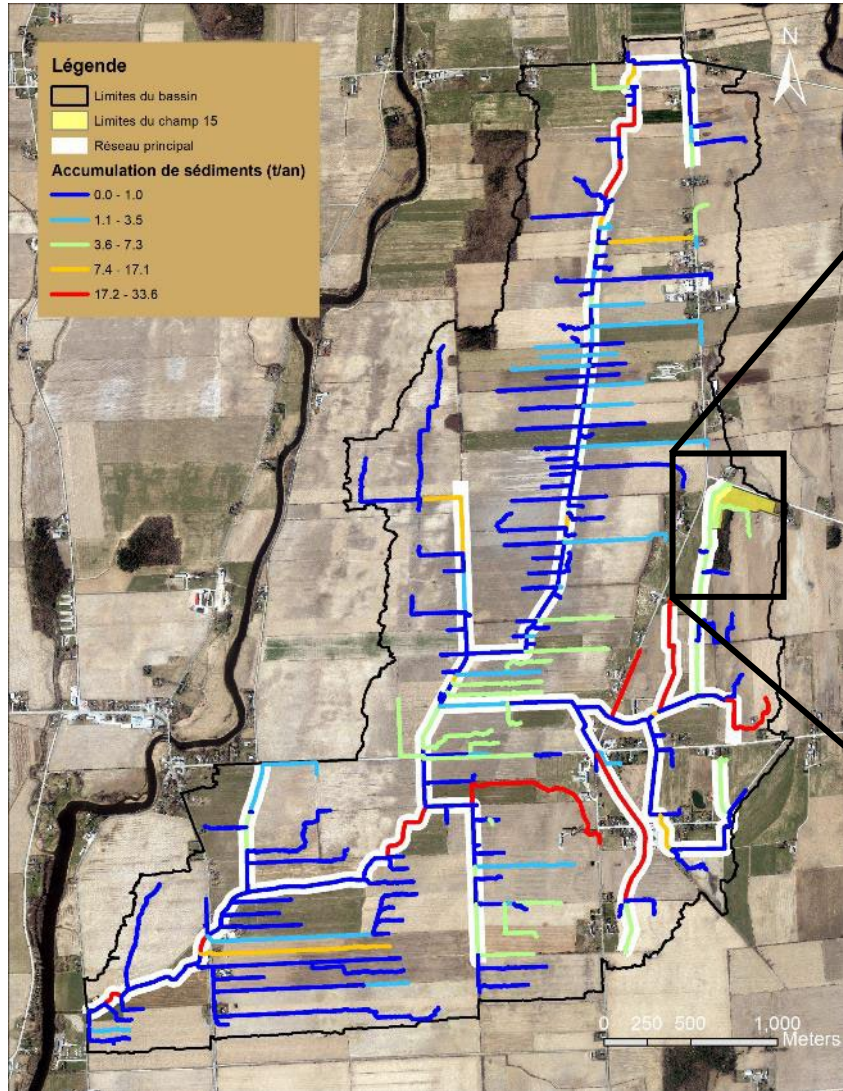 N
Légende
Limites du bassin
Limites du champ 15
Réseau principal
Accumulation de sédiments (t/an)
0.0 - 1.0
1.1 - 3.5
3.6 - 7.3
7.4 - 17.1
17.2 - 33.6
0 250 500 1,000
Meters